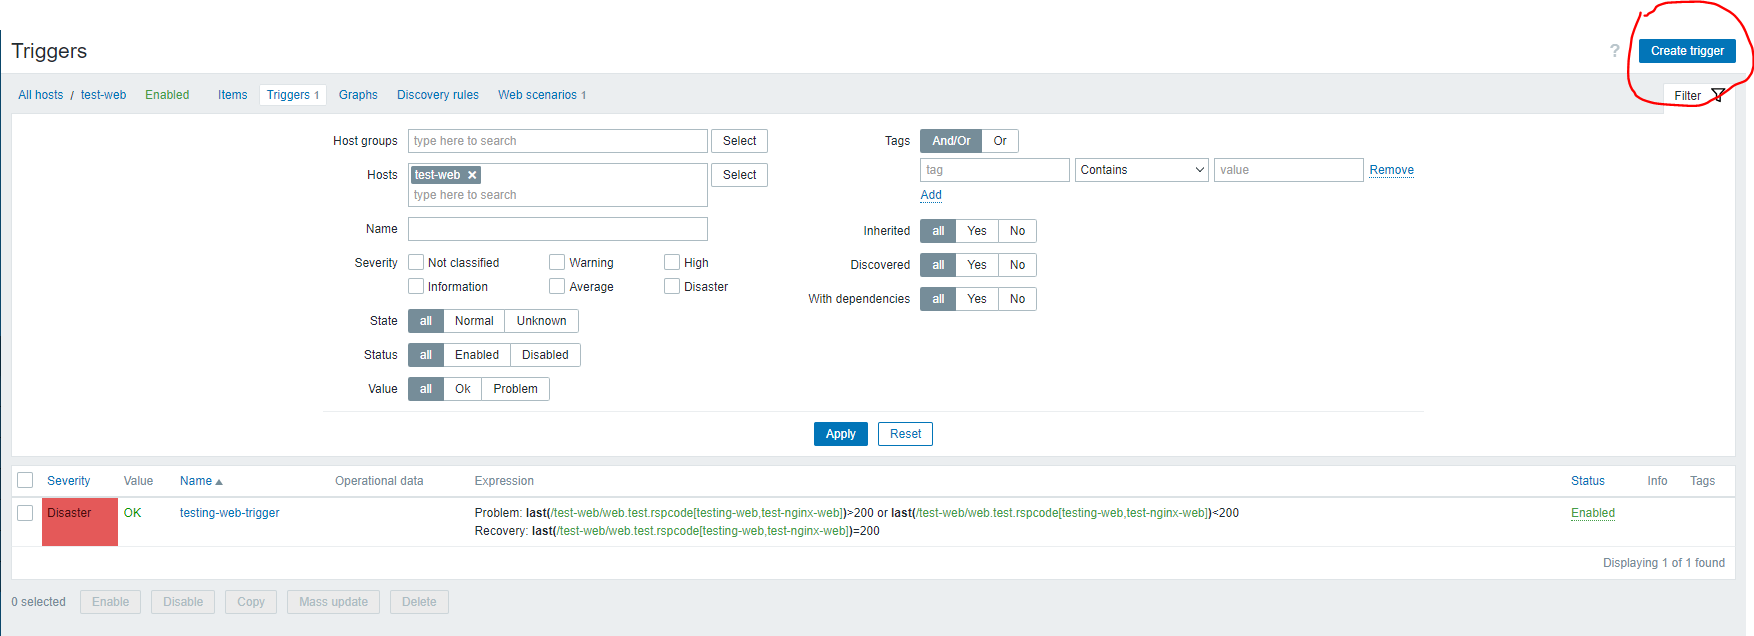 Triggers
? Create trigger
All hosts / test-web Enabled Items Triggers 1 Graphs Discovery rules Web scenarios 1
Filter
Host groups type here to search Select
Hosts test-web × Select
type here to search
Name
Severity Not classified Warning High
Information Average Disaster
State all Normal Unknown
Status all Enabled Disabled
Value all Ok Problem
Tags And/Or Or
tag Contains value Remove
Add
Inherited all Yes No
Discovered all Yes No
With dependencies all Yes No
Apply Reset
Severity Value Name ▲ Operational data Expression Status Info Tags
Disaster OK testing-web-trigger Problem: last(/test-web/web.test.rspcode[testing-web,test-nginx-web])>200 or last(/test-web/web.test.rspcode[testing-web,test-nginx-web])<200 Enabled
Recovery: last(/test-web/web.test.rspcode[testing-web,test-nginx-web])=200
Displaying 1 of 1 found
0 selected Enable Disable Copy Mass update Delete